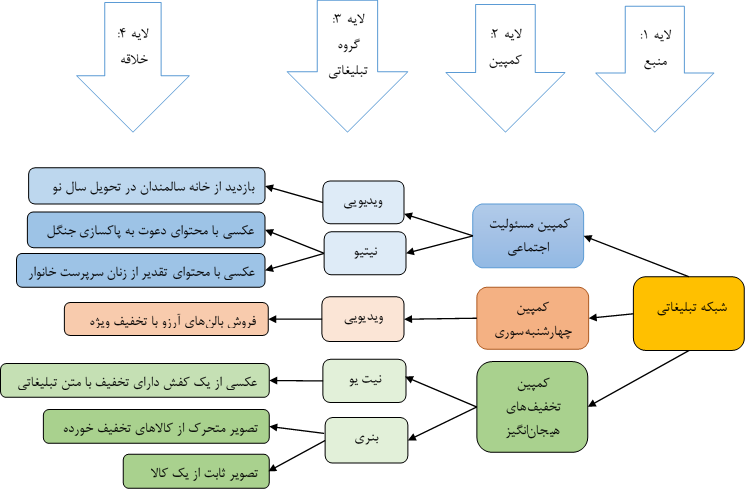 لایه ۱:
منبع
لایه ۲:
کمپین
لایه ۳:
گروه
تبلیغاتی
لایه ۴:
خلاقه
شبکه تبلیغاتی
کمپین مسئولیت
اجتماعی
ویدیویی
بازدید از خانه سالمندان در تحویل سال نو
نیتیو
عکسی با محتوای دعوت به پاکسازی جنگل
عکسی با محتوای تقدیر از زنان سرپرست خانوار
کمپین
چهارشنبه‌سوری
ویدیویی
فروش بالن‌های آرزو با تخفیف ویژه
کمپین
تخفیف‌های
هیجان‌انگیز
نیت یو
عکسی از یک کفش دارای تخفیف با متن تبلیغاتی
بنری
تصویر متحرک از کالاهای تخفیف خورده
تصویر ثابت از یک کالا